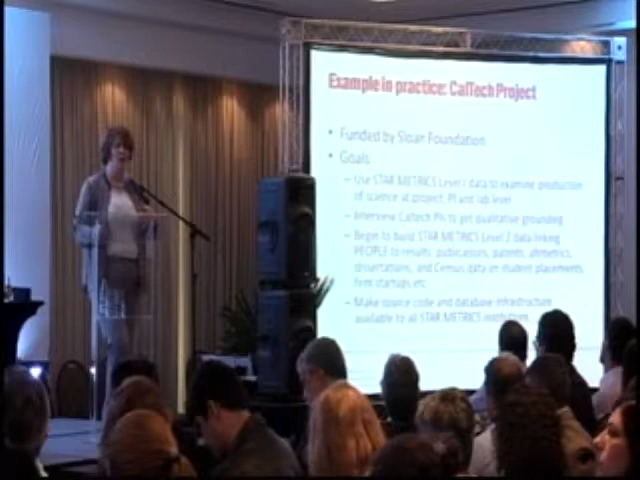 Example in practice: CalTech Project
• Funded by Sloan Foundation
• Goals
– Use STAR METRICS Level I data to examine production
of science at project, PI and lab level
– Interview Caltech PIs to get qualitative grounding
– Begin to build STAR METRICS Level 2 data linking
PEOPLE to results: publications, patents, altmetrics,
dissertations, and Census data on student placements,
firm startups etc
– Make source code and database infrastructure
available to all STAR METRICS institutions